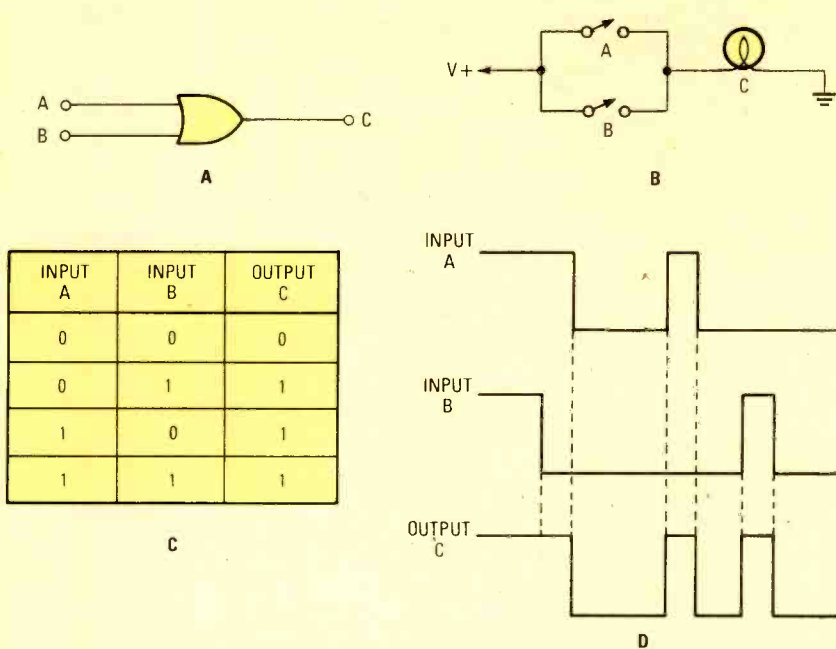 A
B
C
A
V+
A
B
C
B
INPUT A
INPUT B
OUTPUT C
0 0 0
0 1 1
1 0 1
1 1 1
C
INPUT
A
INPUT
B
OUTPUT
C
D